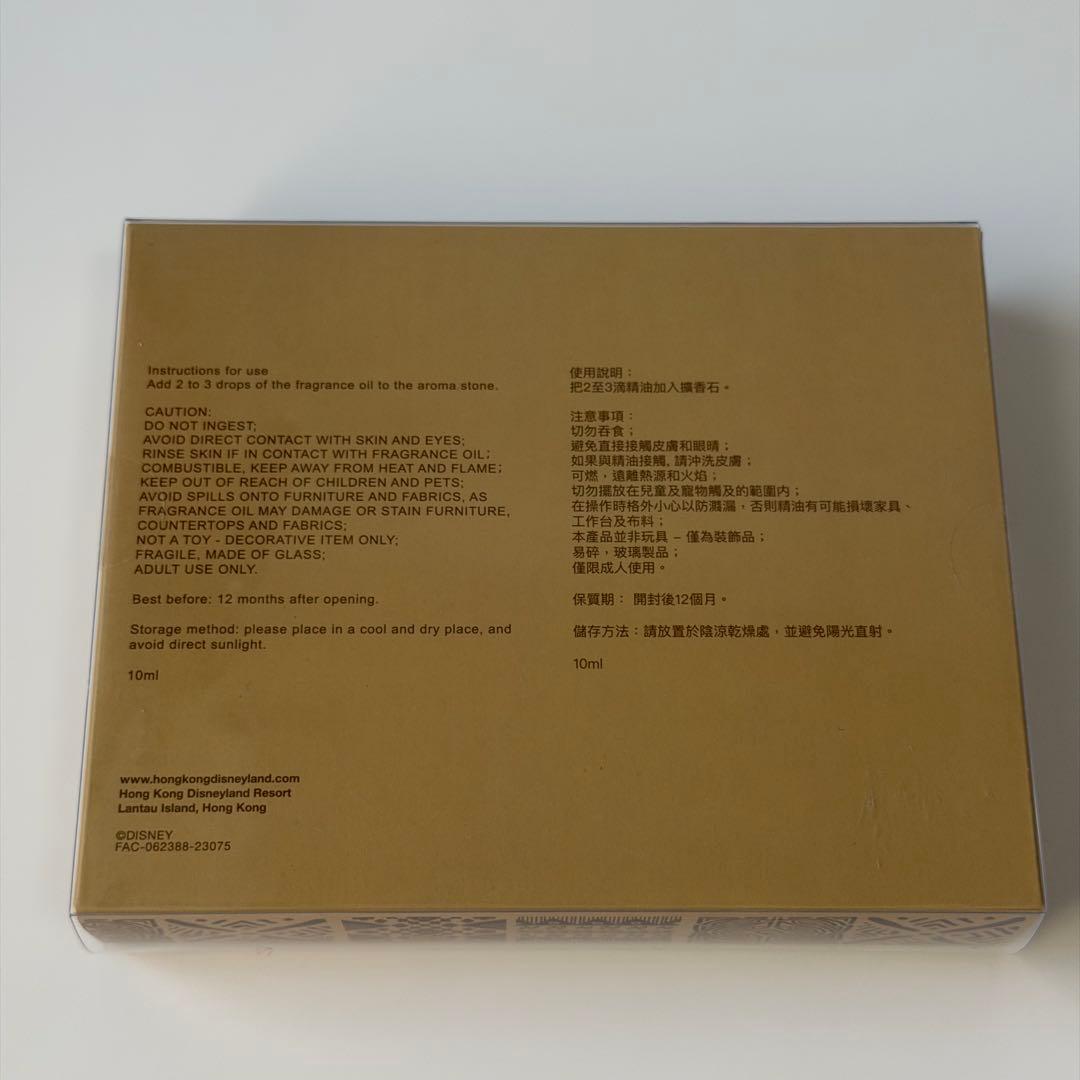 Instructions for use
Add 2 to 3 drops of the fragrance oil to the aroma stone.
CAUTION:
DO NOT INGEST;
AVOID DIRECT CONTACT WITH SKIN AND EYES;
RINSE SKIN IF IN CONTACT WITH FRAGRANCE OIL;
COMBUSTIBLE, KEEP AWAY FROM HEAT AND FLAME;
KEEP OUT OF REACH OF CHILDREN AND PETS;
AVOID SPILLS ONTO FURNITURE AND FABRICS, AS
FRAGRANCE OIL MAY DAMAGE OR STAIN FURNITURE,
COUNTERTOPS AND FABRICS;
NOT A TOY - DECORATIVE ITEM ONLY;
FRAGILE, MADE OF GLASS;
ADULT USE ONLY.
Best before: 12 months after opening.
Storage method: please place in a cool and dry place, and
avoid direct sunlight.
10ml
www.hongkongdisneyland.com
Hong Kong Disneyland Resort
Lantau Island, Hong Kong
©DISNEY
FAC-062388-23075
使用說明：
把2至3滴精油加入擴香石。
注意事項：
切勿吞食；
避免直接接觸皮膚和眼睛；
如果與精油接觸, 請沖洗皮膚；
可燃，遠離熱源和火焰；
切勿擺放在兒童及寵物觸及的範圍內；
在操作時格外小心以防濺漏，否則精油有可能損壞家具、
工作台及布料；
本產品並非玩具 – 僅為裝飾品；
易碎，玻璃製品；
僅限成人使用。
保質期： 開封後12個月。
儲存方法：請放置於陰涼乾燥處，並避免陽光直射。
10ml